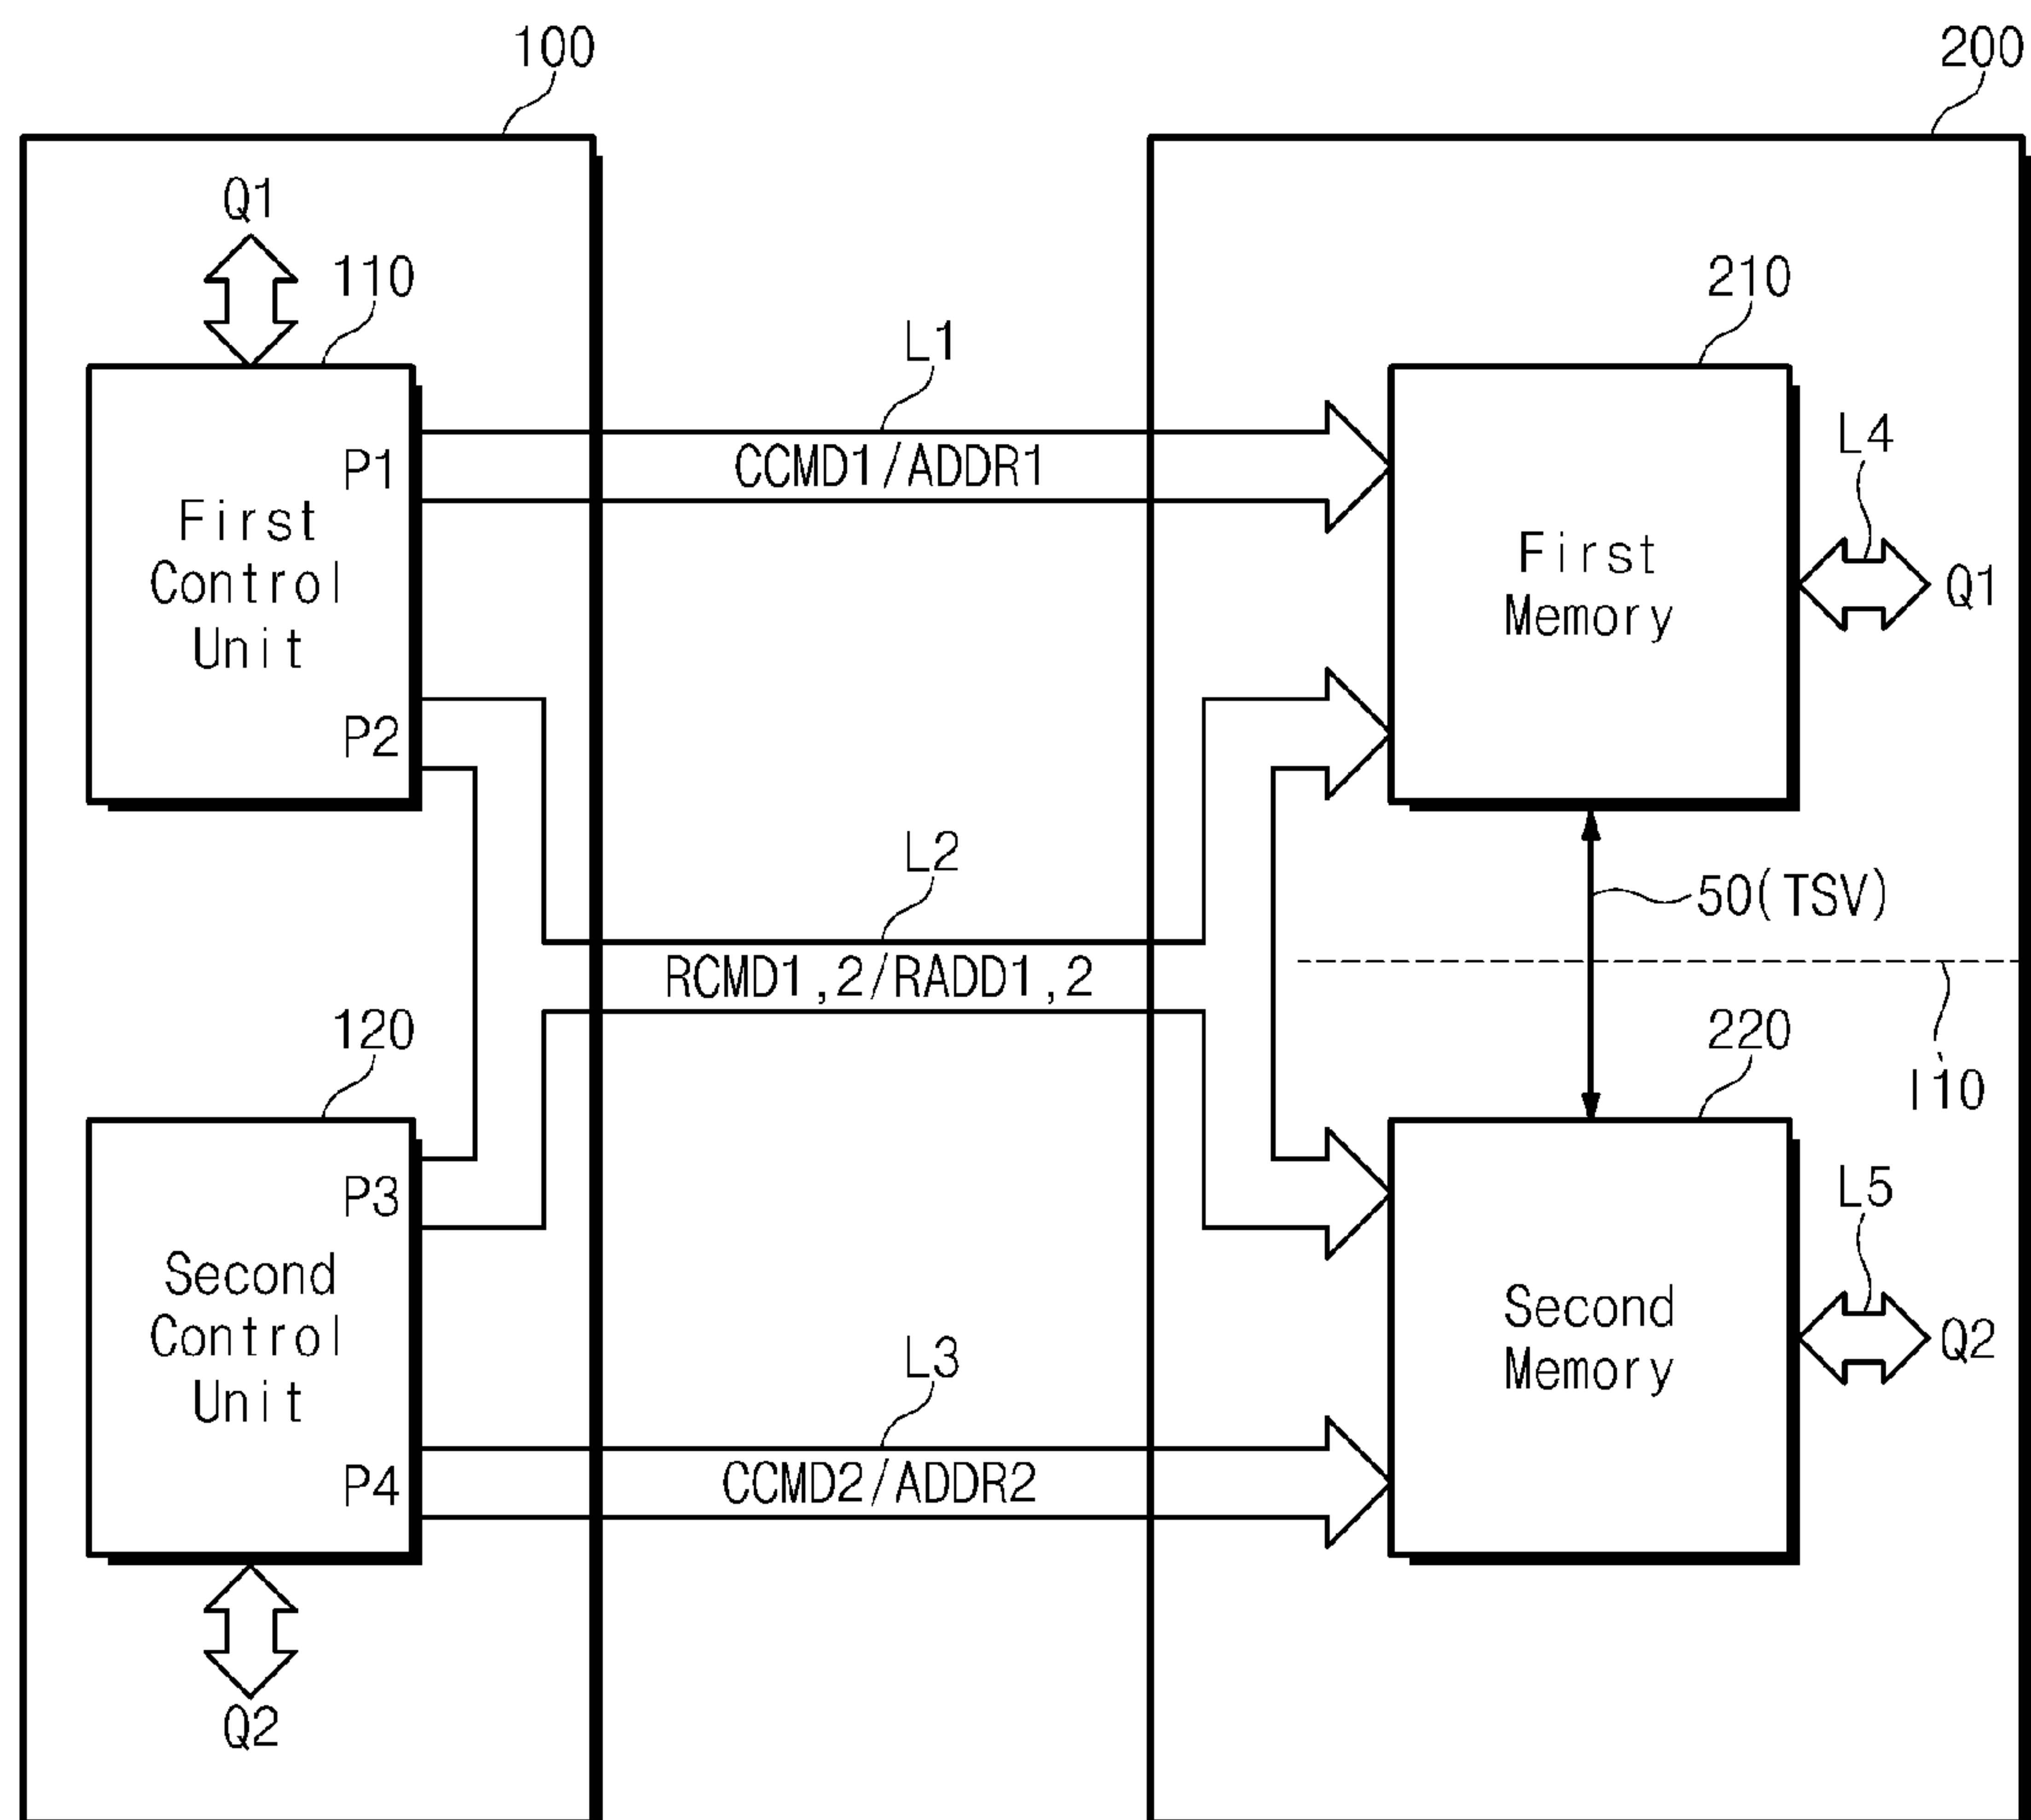 100
200
Q1
110
210
L1
L4
P1
CCMD1/ADDR1
First
Control
Unit
First
Memory
Q1
P2
L2
50(TSV)
RCMD1,2/RADD1,2
120
220
I10
P3
L5
Second
Control
Unit
Second
Memory
Q2
L3
P4
CCMD2/ADDR2
Q2